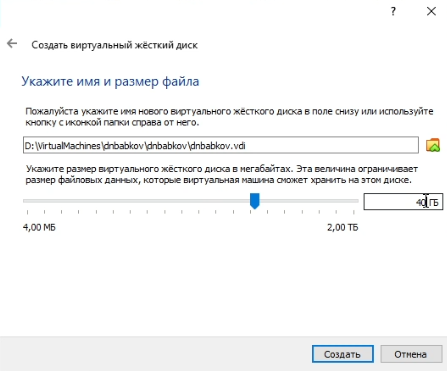 ?
Создать виртуальный жёсткий диск
Укажите имя и размер файла
Пожалуйста укажите имя нового виртуального жёсткого диска в поле снизу или используйте
кнопку с иконкой папки справа от него.
D:\VirtualMachines\dnbabkov\dnbabkov\dnbabkov.vdi
Укажите размер виртуального жёсткого диска в мегабайтах. Эта величина ограничивает
размер файловых данных, которые виртуальная машина сможет хранить на этом диске.
40 ГБ
4,00 МБ 2,00 ТБ
Создать Отмена